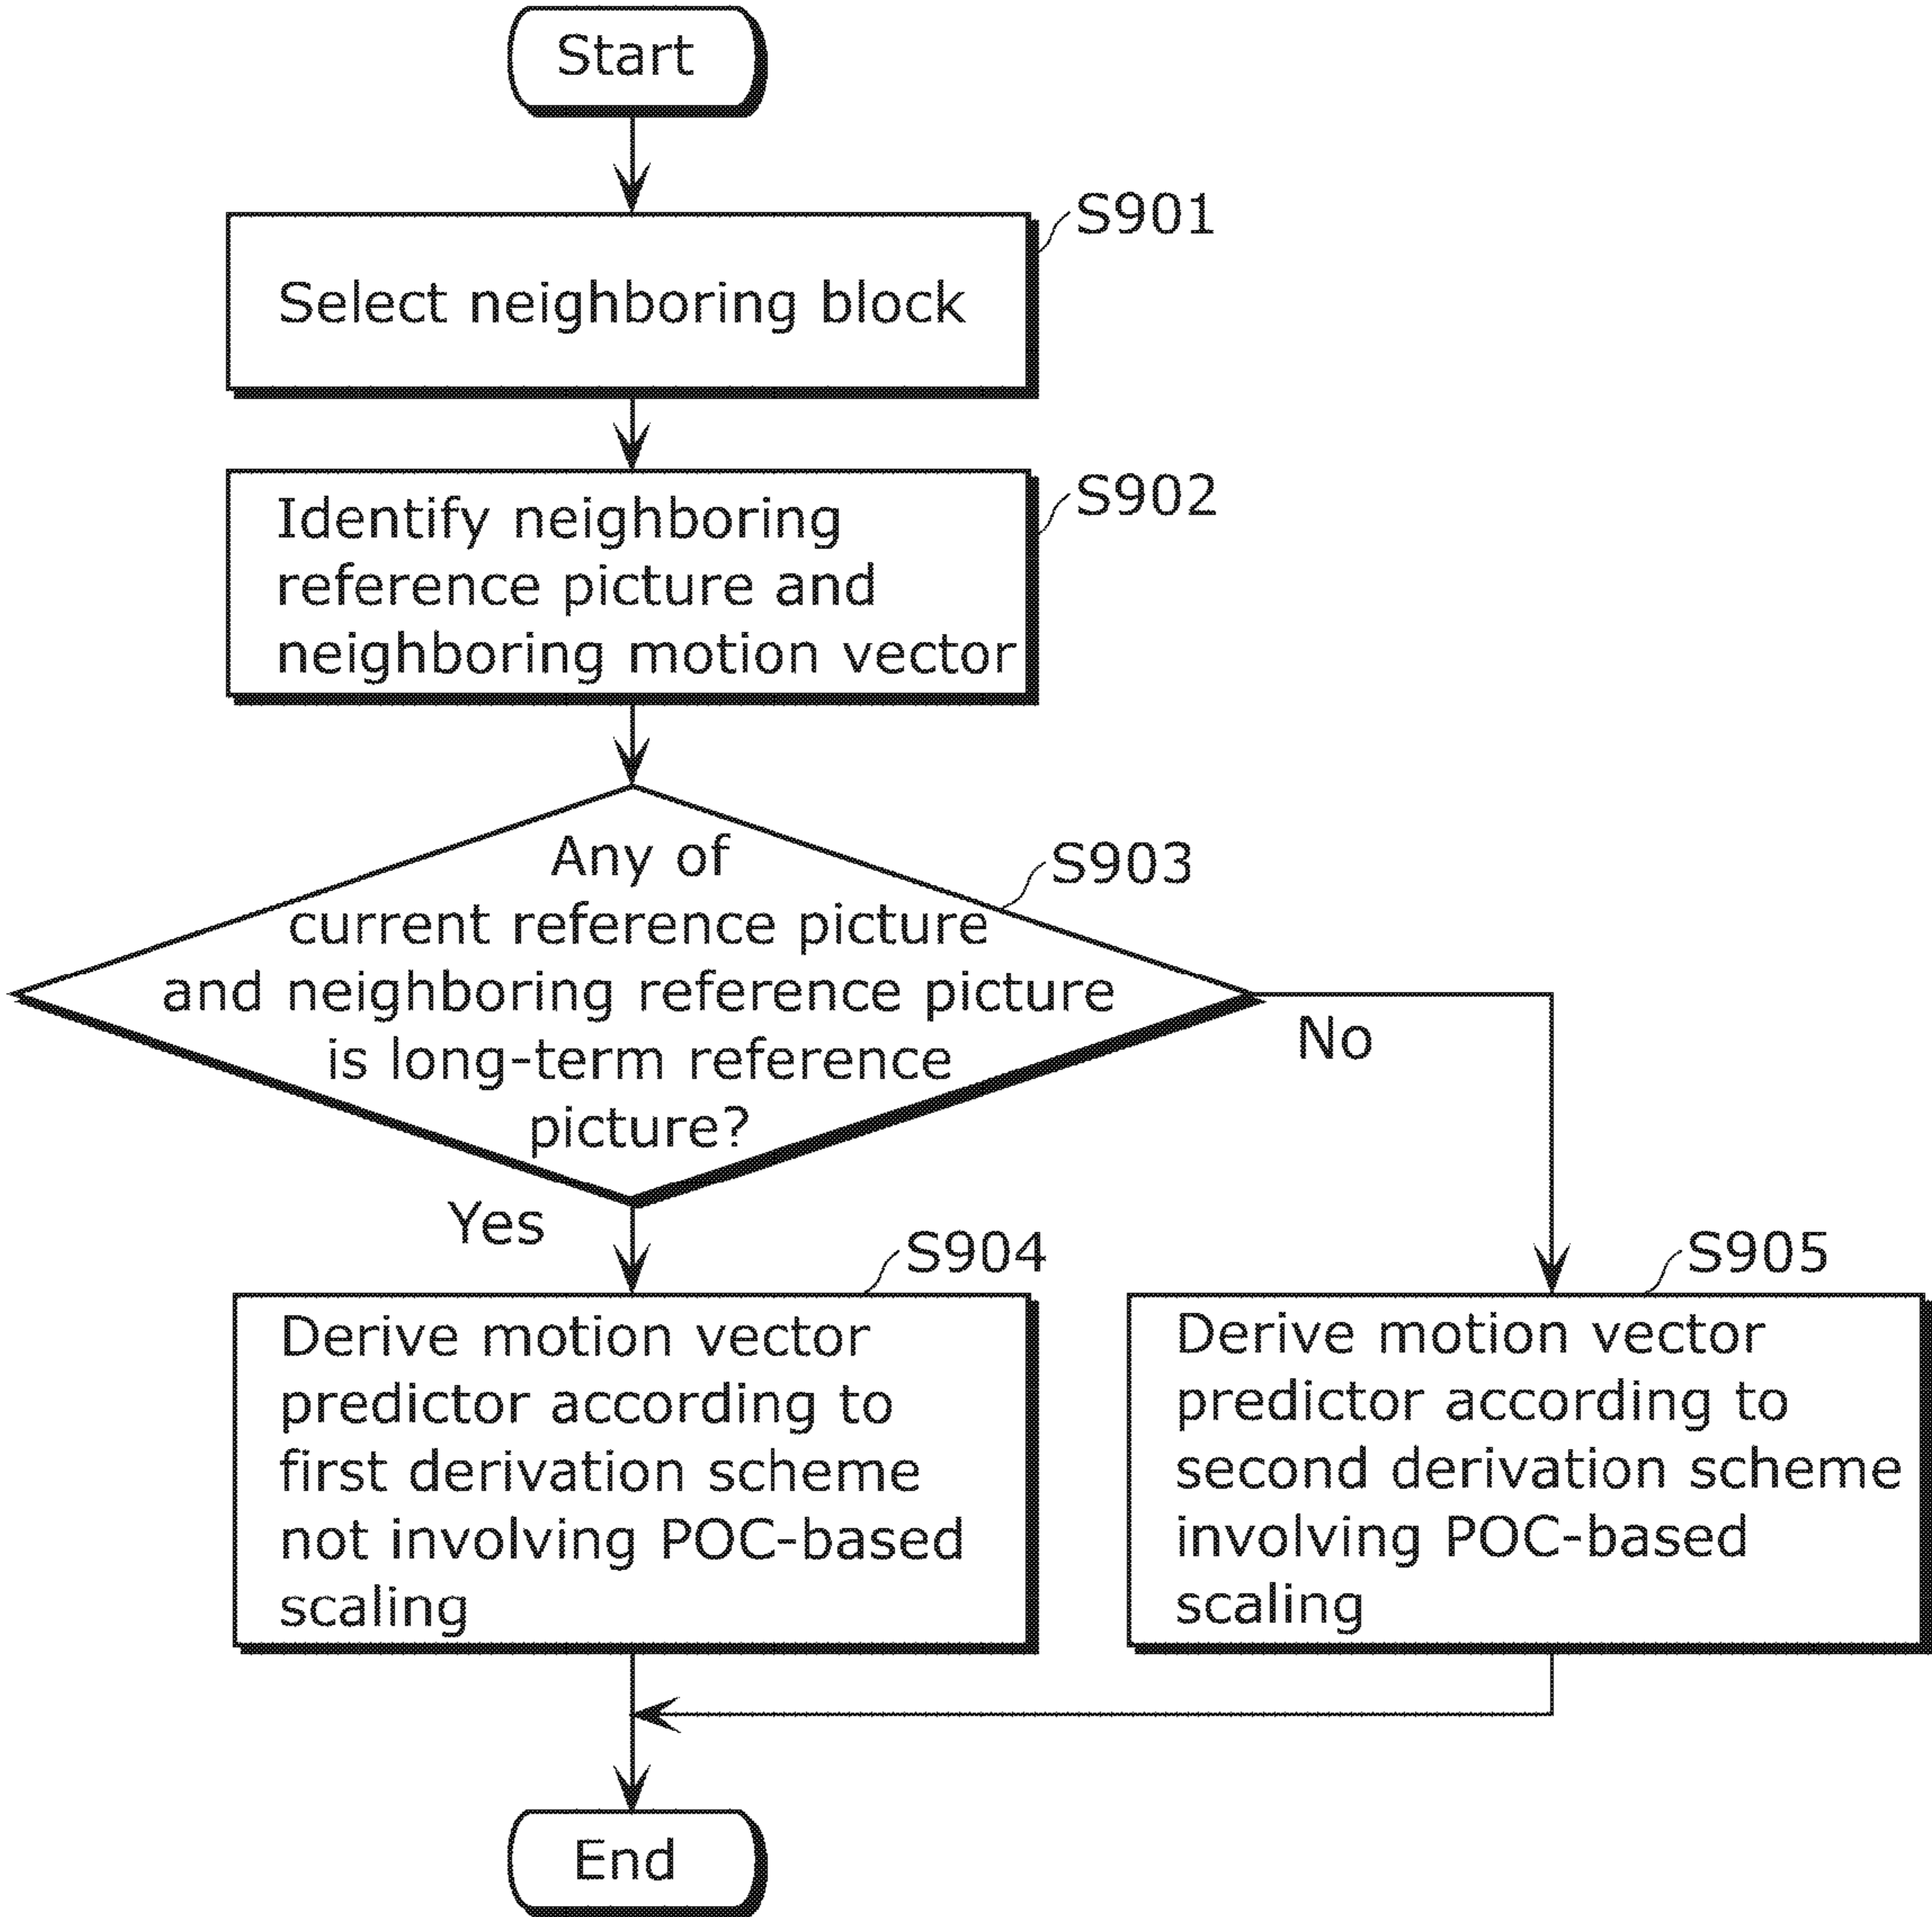 Start
S901
Select neighboring block
S902
Identify neighboring
reference picture and
neighboring motion vector
S903
Any of
current reference picture
and neighboring reference picture
is long-term reference
picture?
No
Yes
S904
Derive motion vector
predictor according to
first derivation scheme
not involving POC-based
scaling
S905
Derive motion vector
predictor according to
second derivation scheme
involving POC-based
scaling
End